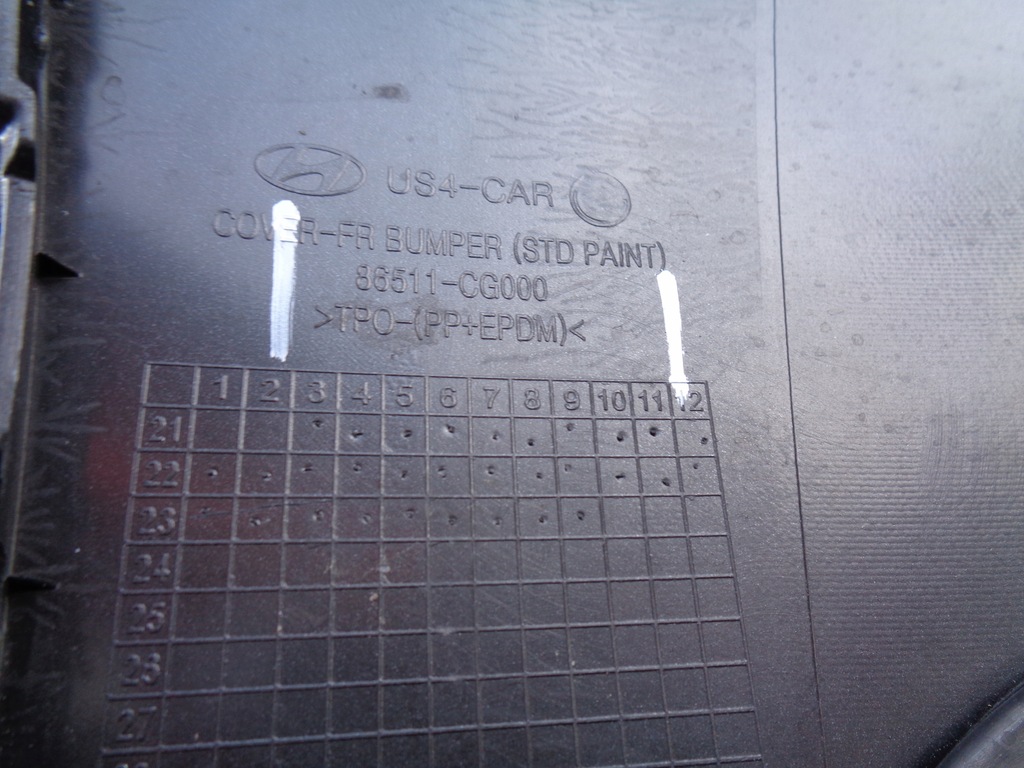 US4-CAR
COVER-FR BUMPER (STD PAINT)
86511-CG000
>TPO-(PP+EPDM)<
1 2 3 4 5 6 7 8 9 10 11 12
21
22
23
24
25
26
27